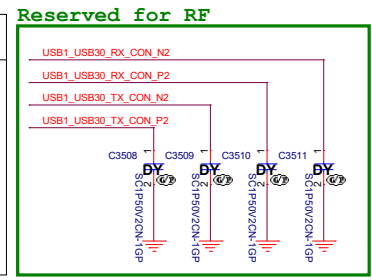 Reserved for RF
USB1_USB30_RX_CON_N2
USB1_USB30_RX_CON_P2
USB1_USB30_TX_CON_N2
USB1_USB30_TX_CON_P2
C3508 C3509 C3510 C3511
1 1 1 1
DY DY DY DY
G/P G/P G/P G/P
2 2 2 2
SC1P50V2CN-1GP
SC1P50V2CN-1GP
SC1P50V2CN-1GP
SC1P50V2CN-1GP